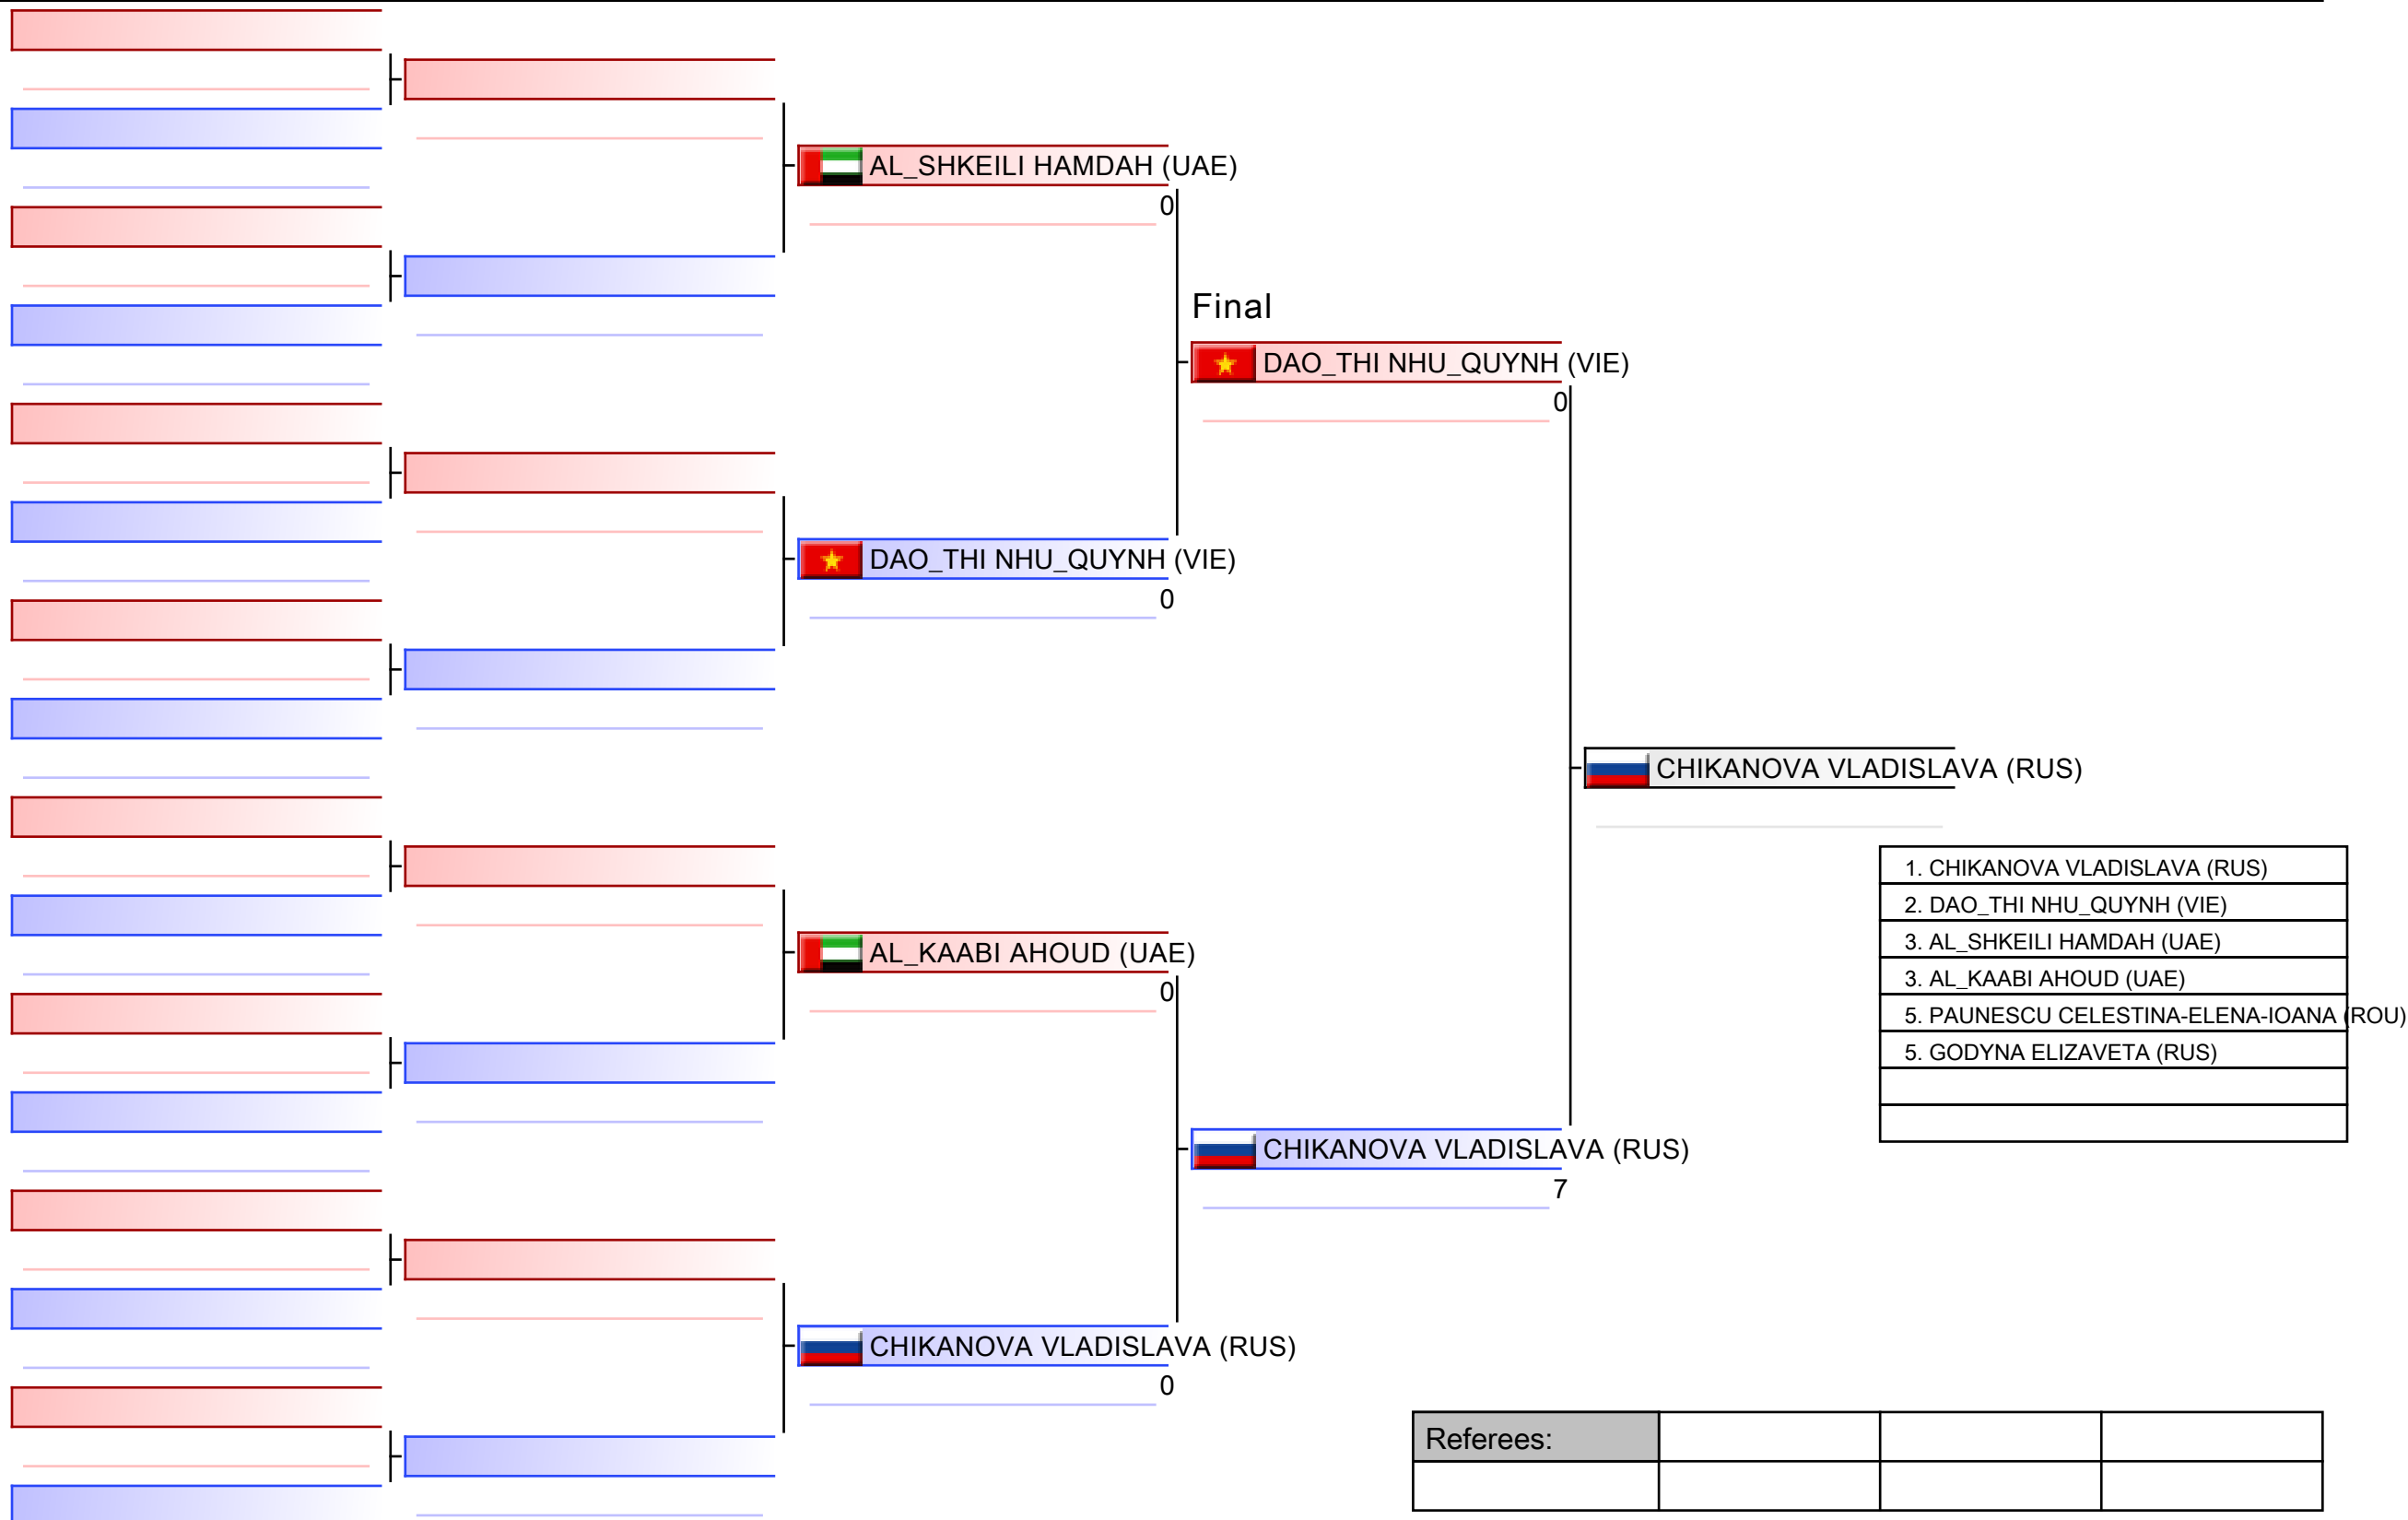 AL_SHKEILI HAMDAH (UAE)
0
Final
DAO_THI NHU_QUYNH (VIE)
0
DAO_THI NHU_QUYNH (VIE)
0
CHIKANOVA VLADISLAVA (RUS)
1. CHIKANOVA VLADISLAVA (RUS)
2. DAO_THI NHU_QUYNH (VIE)
3. AL_SHKEILI HAMDAH (UAE)
3. AL_KAABI AHOUD (UAE)
5. PAUNESCU CELESTINA-ELENA-IOANA (ROU)
5. GODYNA ELIZAVETA (RUS)
AL_KAABI AHOUD (UAE)
0
CHIKANOVA VLADISLAVA (RUS)
7
CHIKANOVA VLADISLAVA (RUS)
0
Referees: